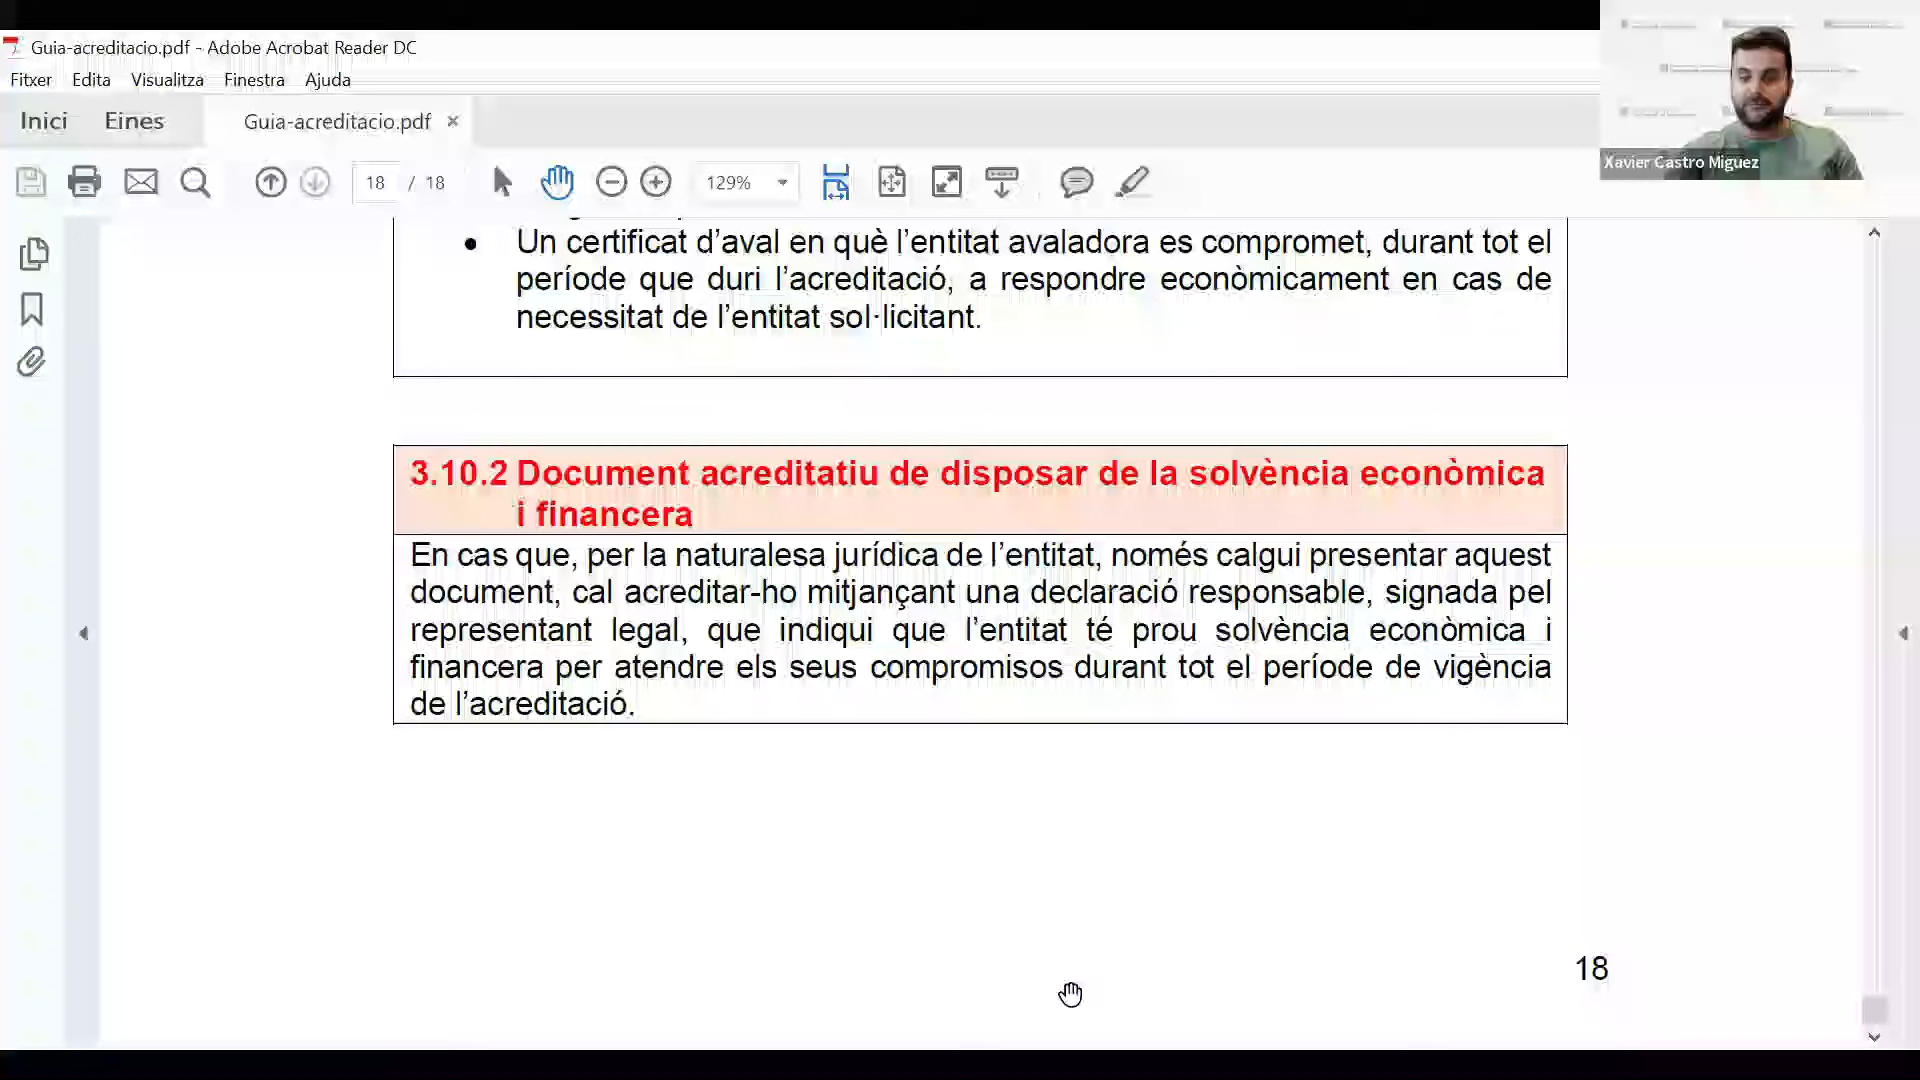 Guia-acreditacio.pdf - Adobe Acrobat Reader DC
Fitxer Edita Visualitza Finestra Ajuda
Inici Eines Guia-acreditacio.pdf ×
18 / 18 129%
Xavier Castro Miguez
• Un certificat d’aval en què l’entitat avaladora es compromet, durant tot el
període que duri l’acreditació, a respondre econòmicament en cas de
necessitat de l’entitat sol·licitant.
3.10.2 Document acreditatiu de disposar de la solvència econòmica
i financera
En cas que, per la naturalesa jurídica de l’entitat, només calgui presentar aquest
document, cal acreditar-ho mitjançant una declaració responsable, signada pel
representant legal, que indiqui que l’entitat té prou solvència econòmica i
financera per atendre els seus compromisos durant tot el període de vigència
de l’acreditació.
18